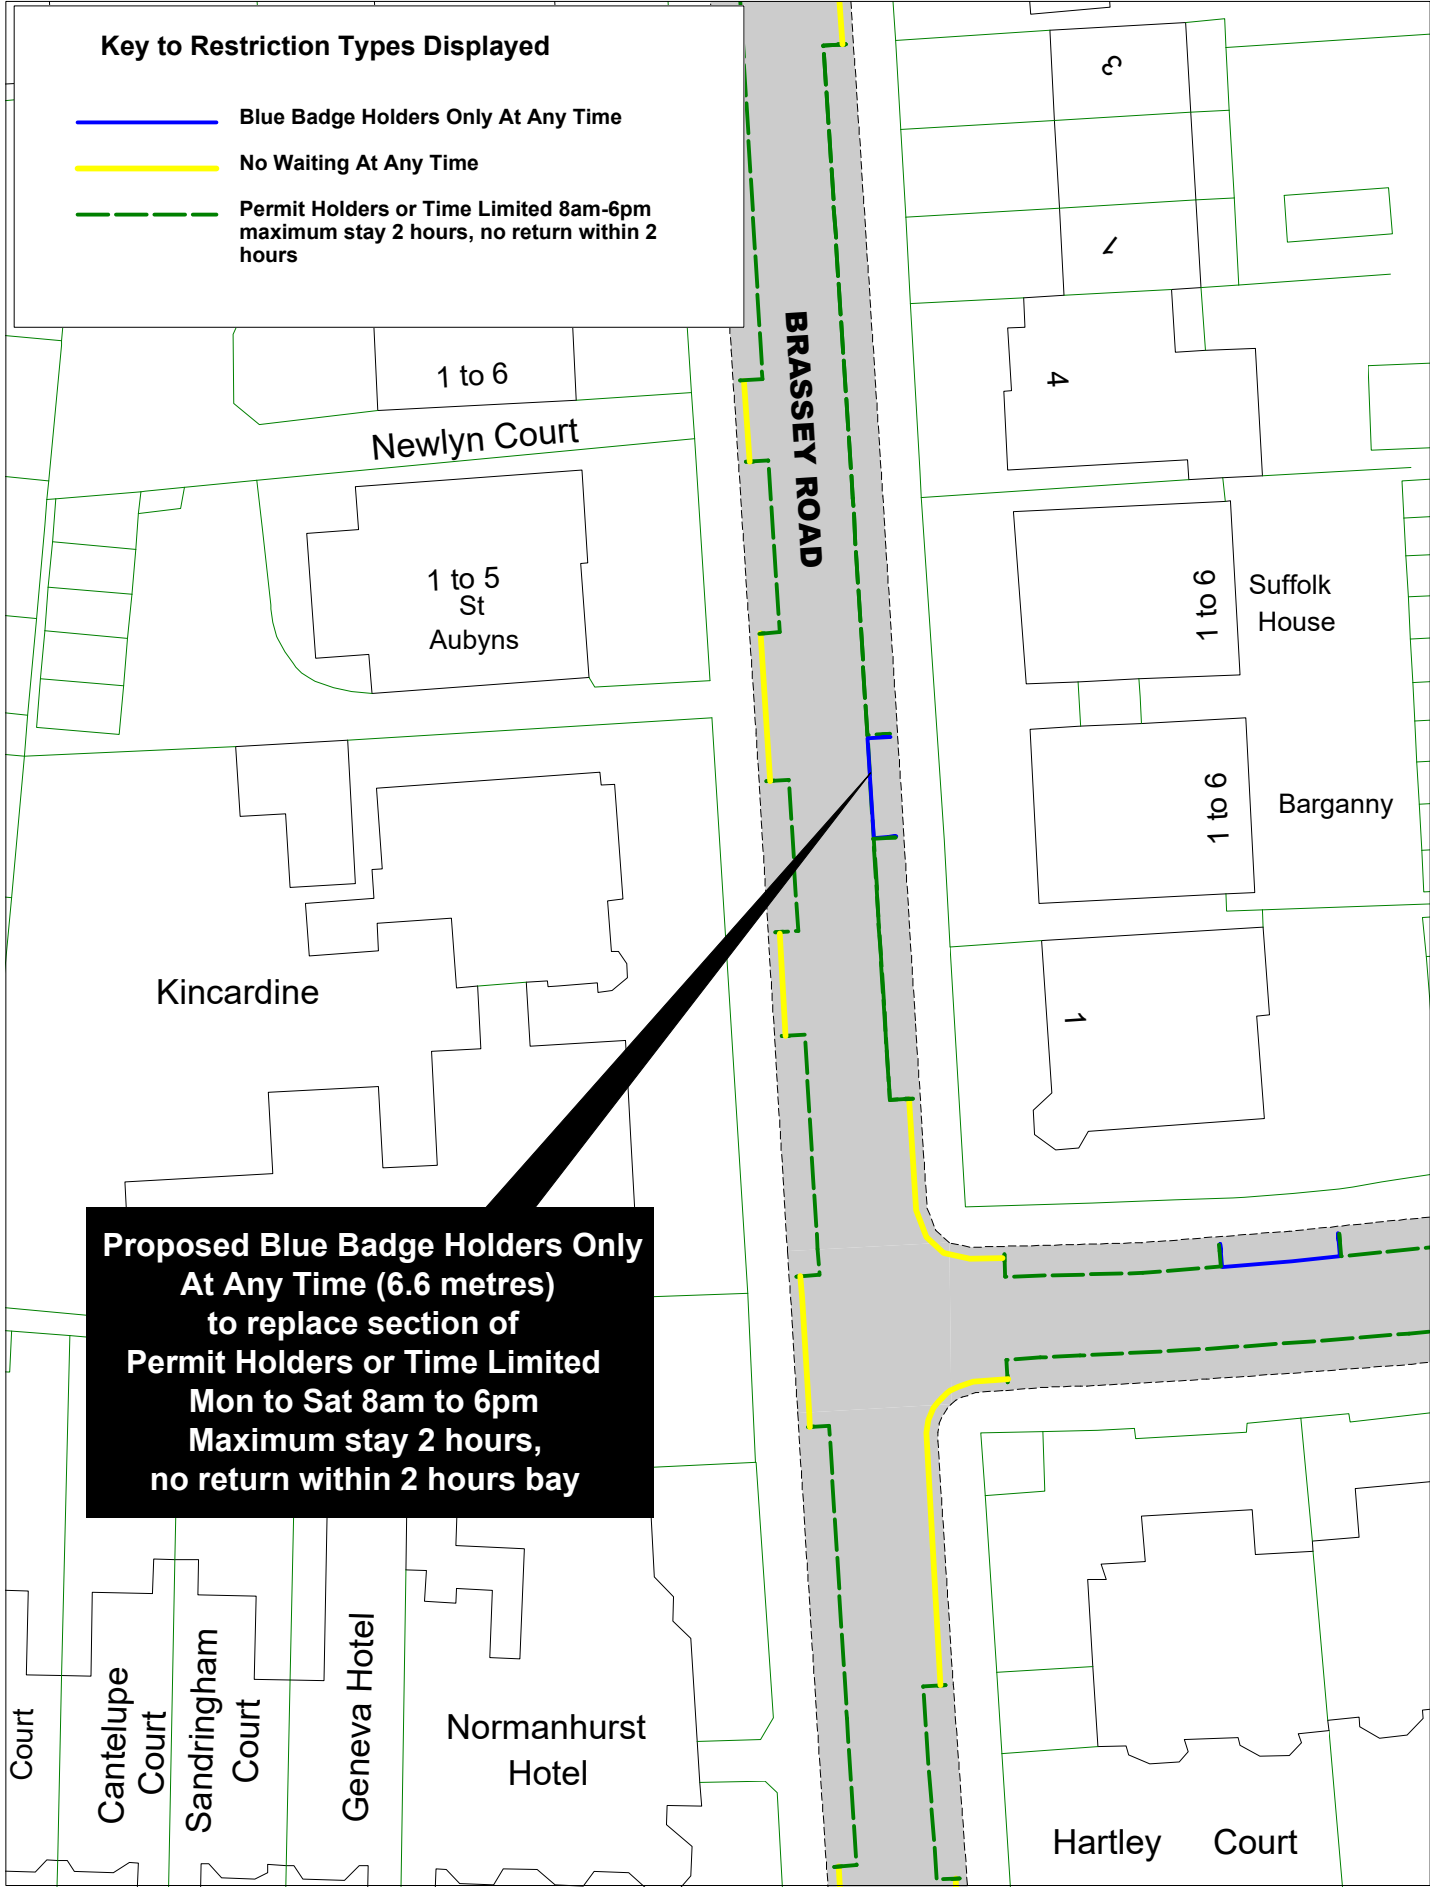 Key to Restriction Types Displayed
Blue Badge Holders Only At Any Time
No Waiting At Any Time
Permit Holders or Time Limited 8am-6pm
maximum stay 2 hours, no return within 2
hours
3
7
4
BRASSEY ROAD
1 to 6
Newlyn Court
1 to 5
St
Aubyns
1 to 6
Suffolk
House
1 to 6
Barganny
Kincardine
1
Proposed Blue Badge Holders Only
At Any Time (6.6 metres)
to replace section of
Permit Holders or Time Limited
Mon to Sat 8am to 6pm
Maximum stay 2 hours,
no return within 2 hours bay
Court
Cantelupe
Court
Sandringham
Court
Geneva Hotel
Normanhurst
Hotel
Hartley Court